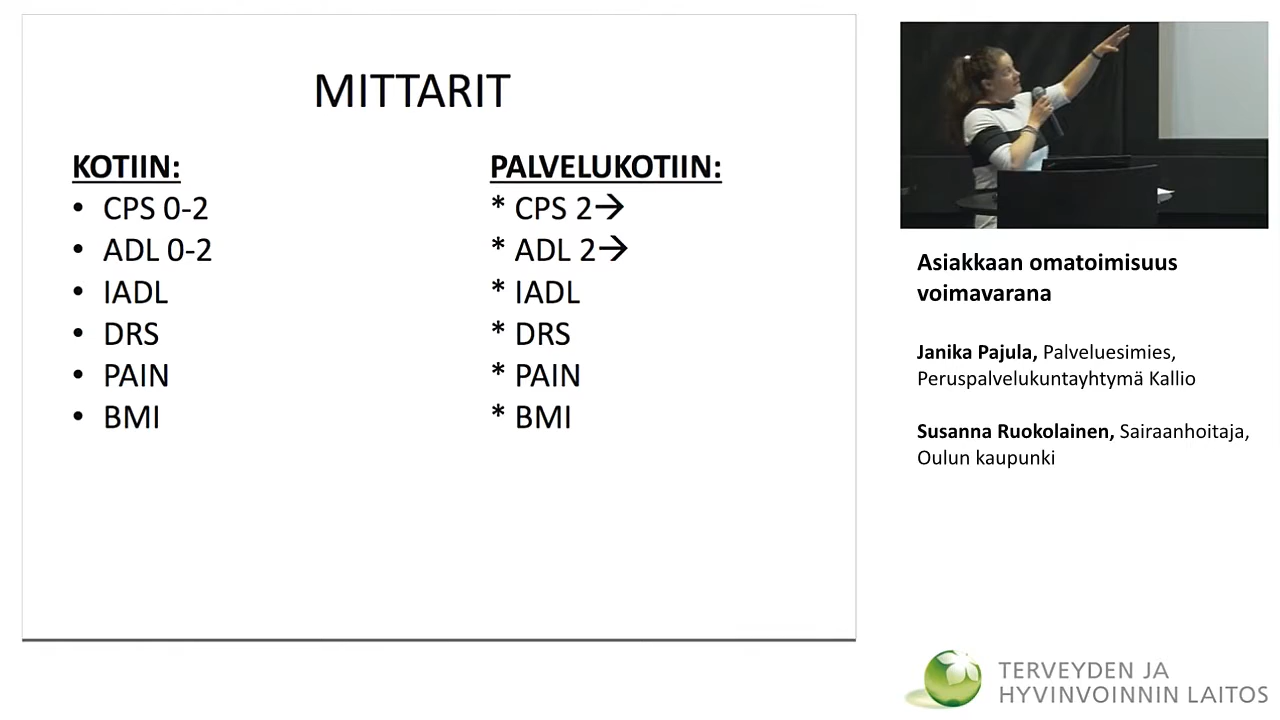 MITTARIT
KOTIIN:
• CPS 0-2
• ADL 0-2
• IADL
• DRS
• PAIN
• BMI
PALVELUKOTIIN:
* CPS 2→
* ADL 2→
* IADL
* DRS
* PAIN
* BMI
Asiakkaan omatoimisuus
voimavarana
Janika Pajula, Palveluesimies,
Peruspalvelukuntayhtymä Kallio
Susanna Ruokolainen, Sairaanhoitaja,
Oulun kaupunki
TERVEYDEN JA
HYVINVOINNIN LAITOS